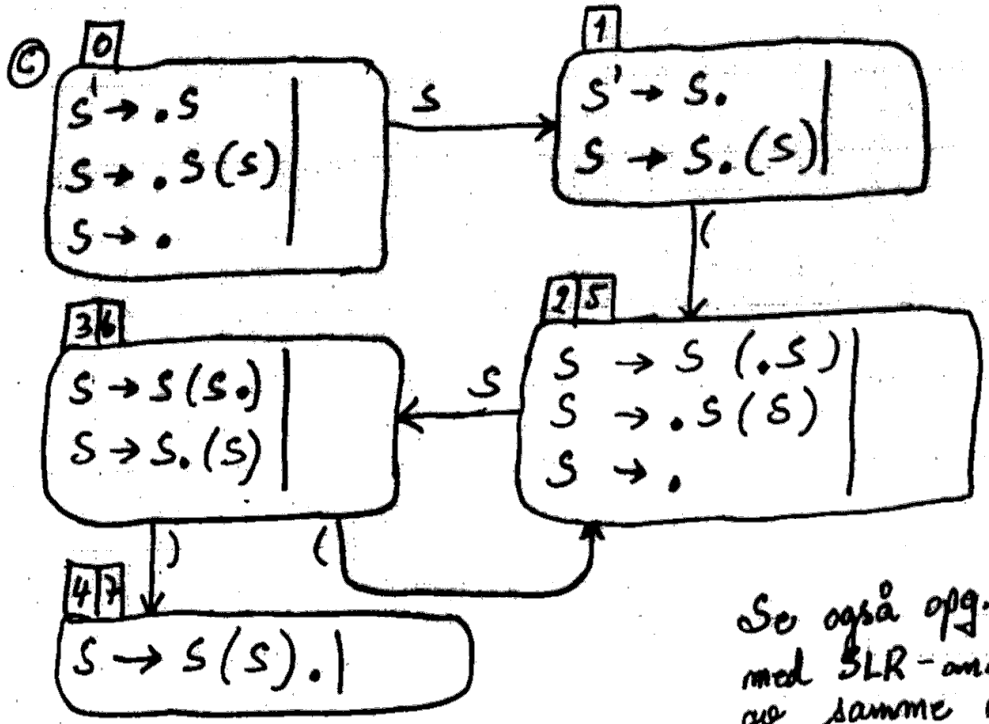 c
0
S' → .S
S → .S(S)
S → .
S
1
S' → S.
S → S.(S)
(
2 5
S → S(.S)
S → .S(S)
S → .
S
3 6
S → S(S.)
S → S.(S)
)
(
4 7
S → S(S).
Se også opg.
med SLR-
av samme